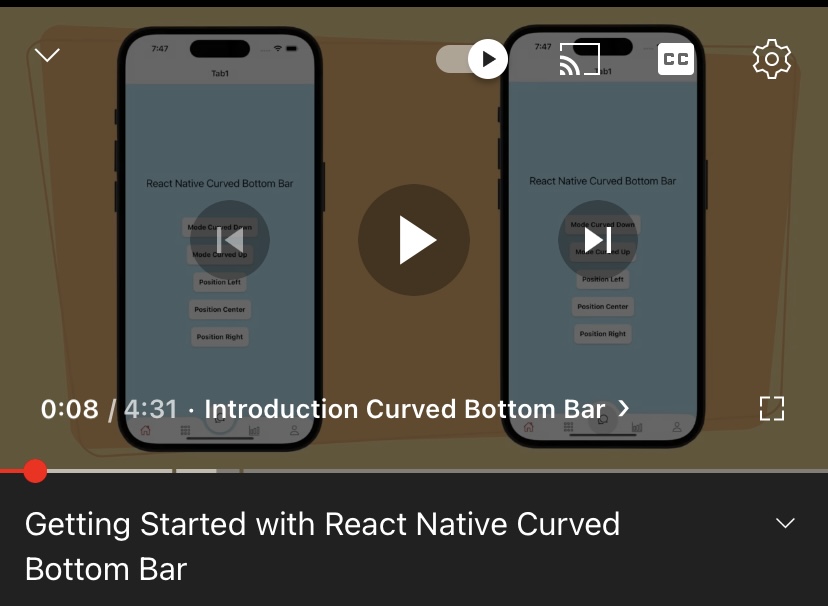 7:47
Tab1
React Native Curved Bottom Bar
Mode Curved Down
Mode Curved Up
Position Left
Position Center
Position Right
7:47
Tab1
CC
React Native Curved Bottom Bar
Mode Curved Down
Mode Curved Up
Position Left
Position Center
Position Right
0:08 / 4:31 · Introduction Curved Bottom Bar
Getting Started with React Native Curved
Bottom Bar